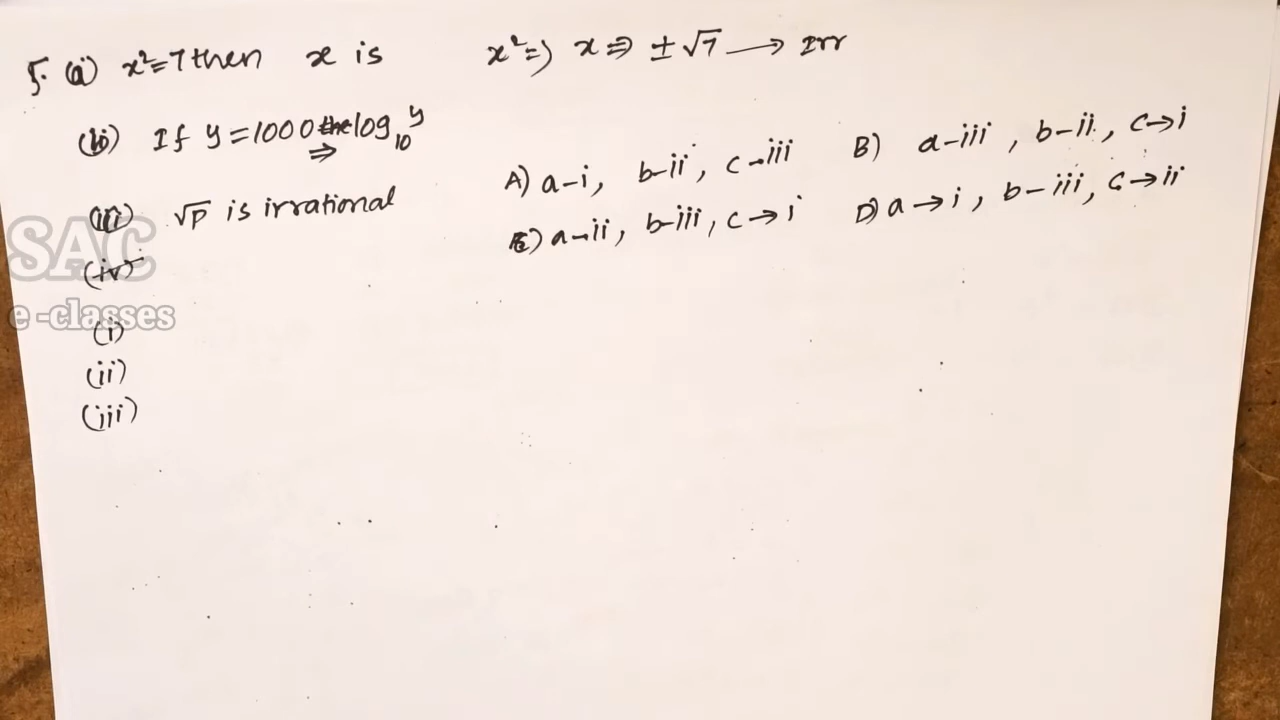 5. (a) x²=7 then x is x²=) x=) ±√7 → Irr
(b) If y=1000 the log₁₀y
⇒
(c) √p is irrational
(iv)
(i)
(ii)
(iii)
A) a-i, b-ii, c→iii B) a-iii, b-ii, c→i
C) a→ii, b-iii, c→i D) a→i, b-iii, c→ii
SAC
e-classes